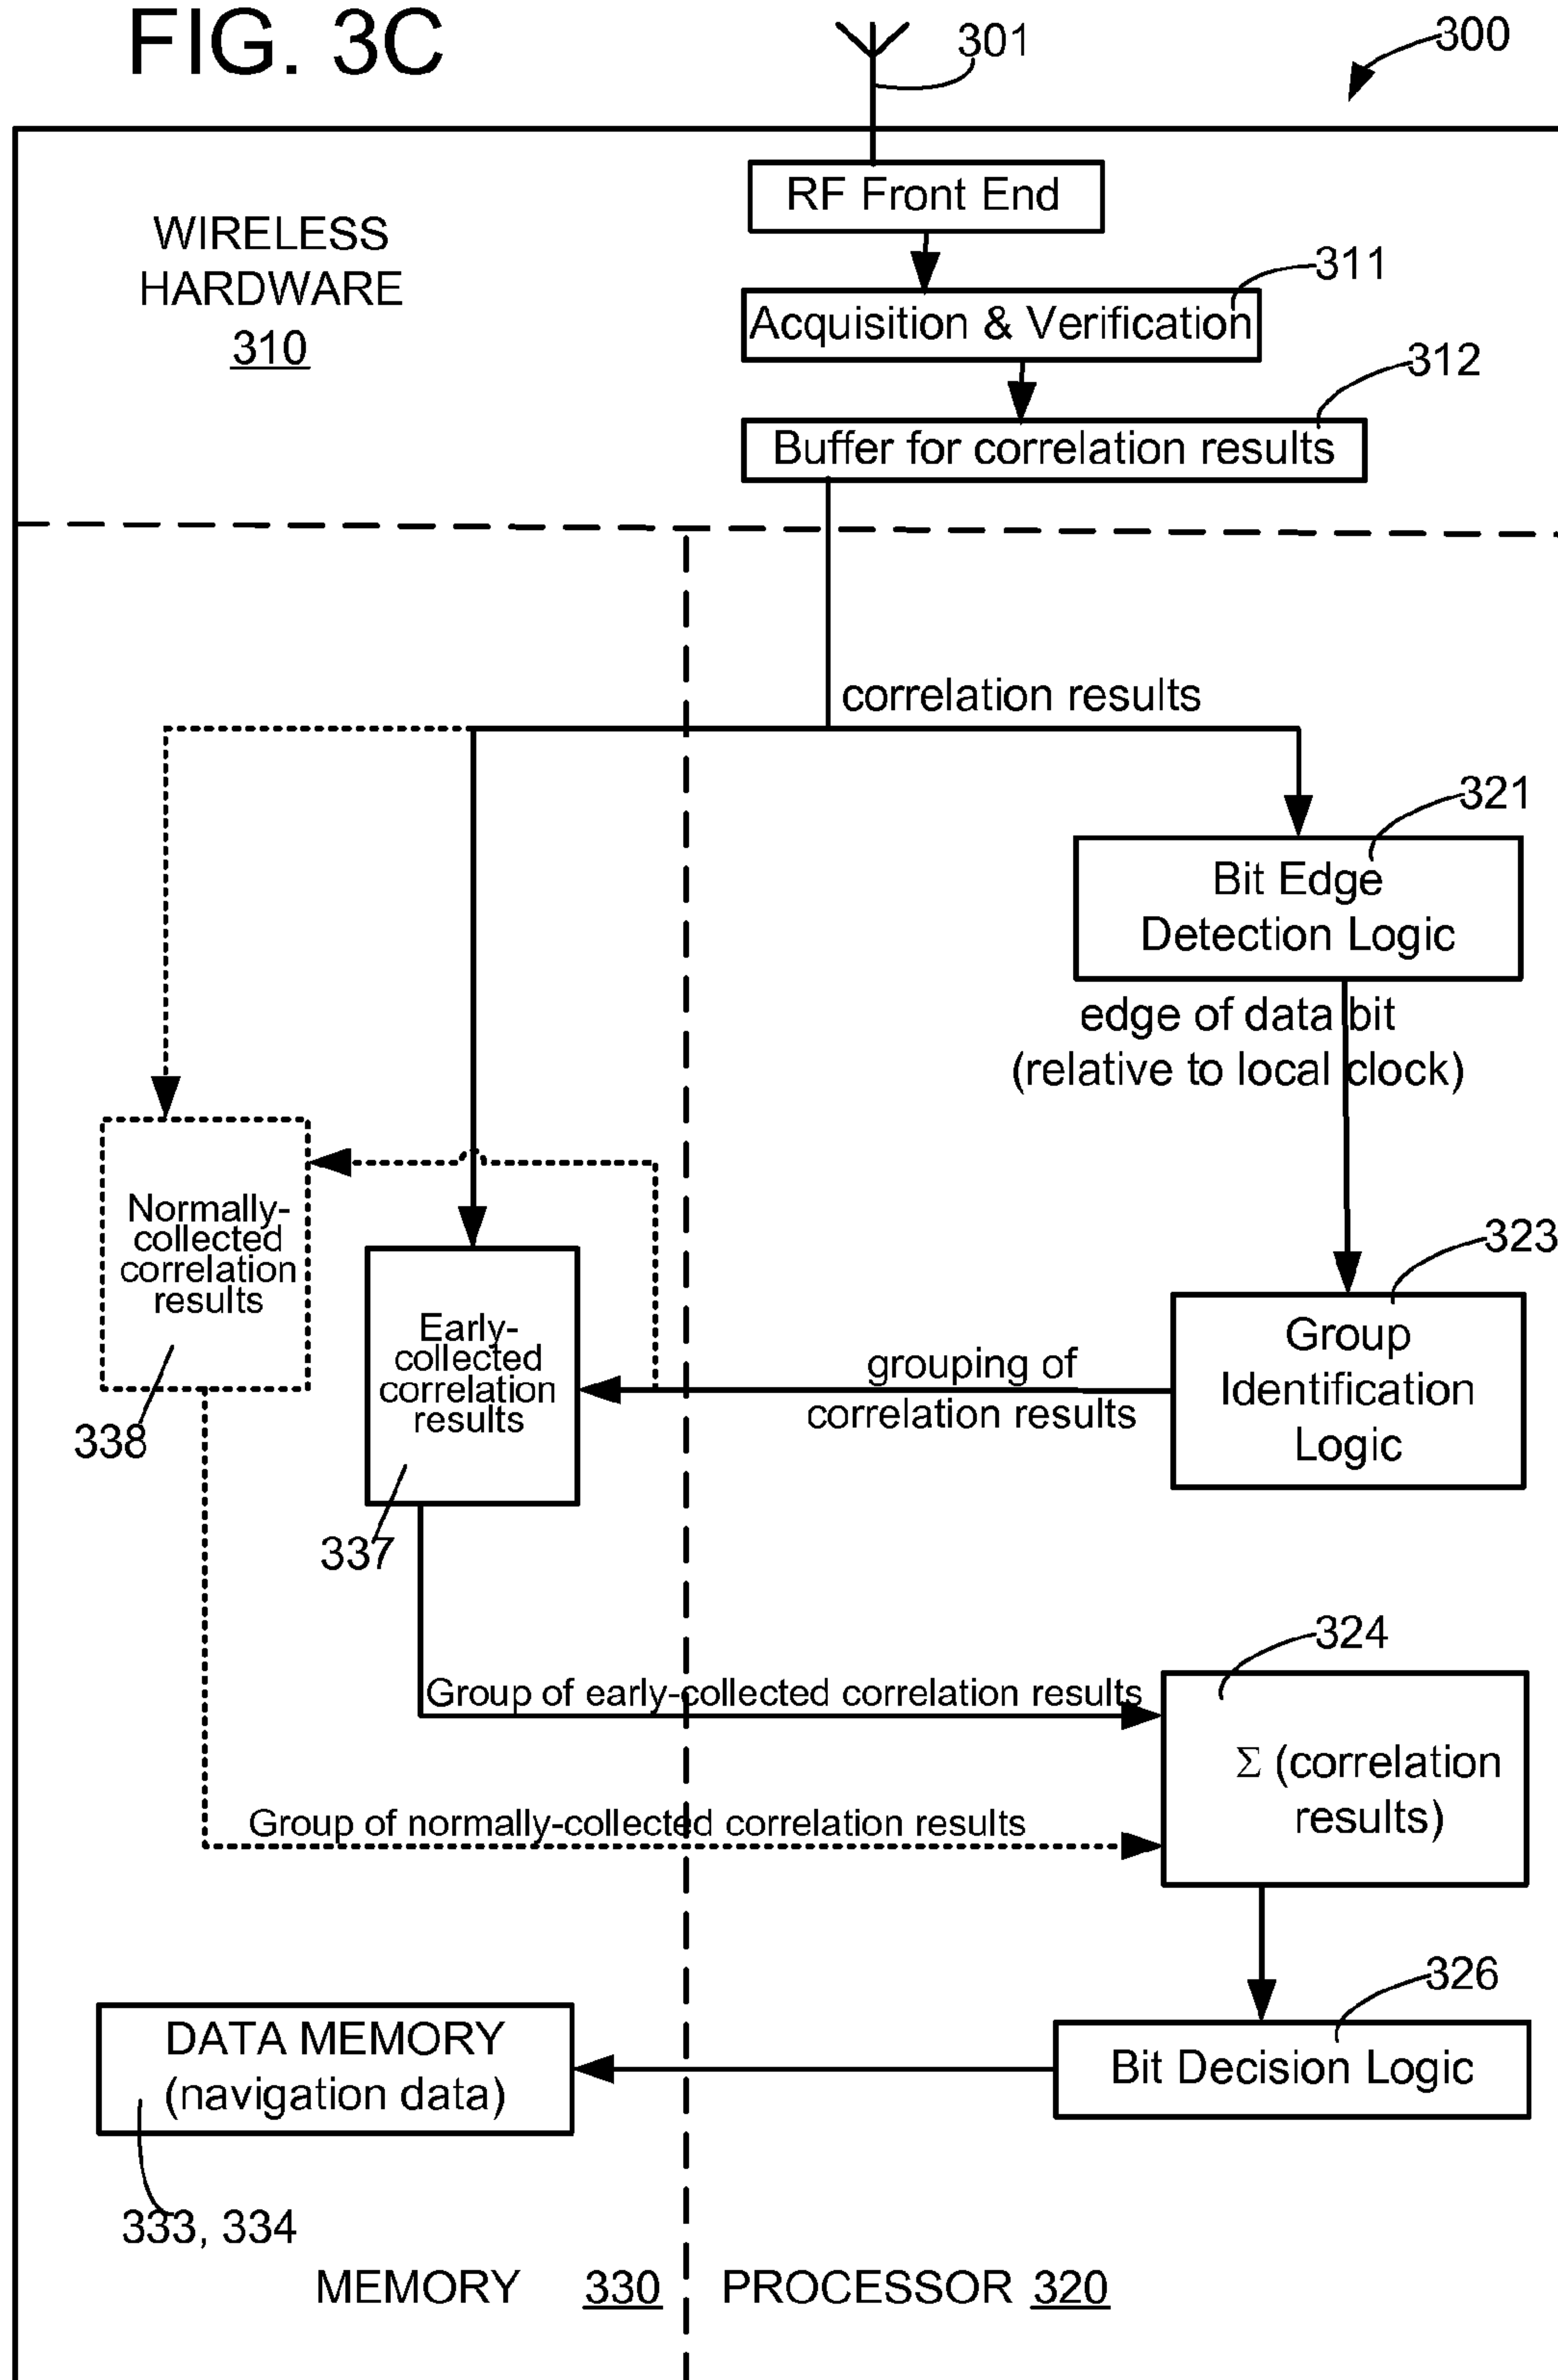 FIG. 3C
301
300
RF Front End
WIRELESS
HARDWARE
310
311
Acquisition & Verification
312
Buffer for correlation results
correlation results
321
Bit Edge
Detection Logic
edge of data bit
(relative to local clock)
Normally-
collected
correlation
results
338
323
Group
Identification
Logic
Early-
collected
correlation
results
337
grouping of
correlation results
324
Group of early-collected correlation results
Σ (correlation
results)
Group of normally-collected correlation results
326
DATA MEMORY
(navigation data)
Bit Decision Logic
333, 334
MEMORY 330
PROCESSOR 320